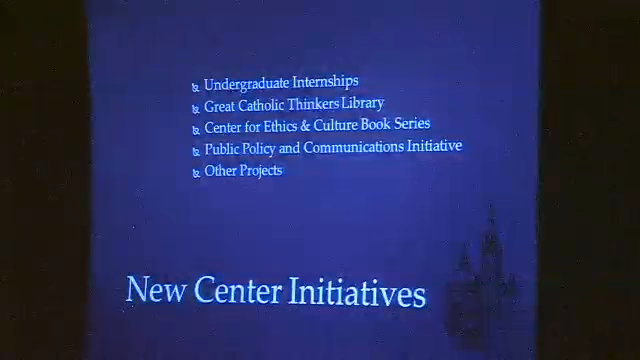 Undergraduate Internships
Great Catholic Thinkers Library
Center for Ethics & Culture Book Series
Public Policy and Communications Initiative
Other Projects
New Center Initiatives